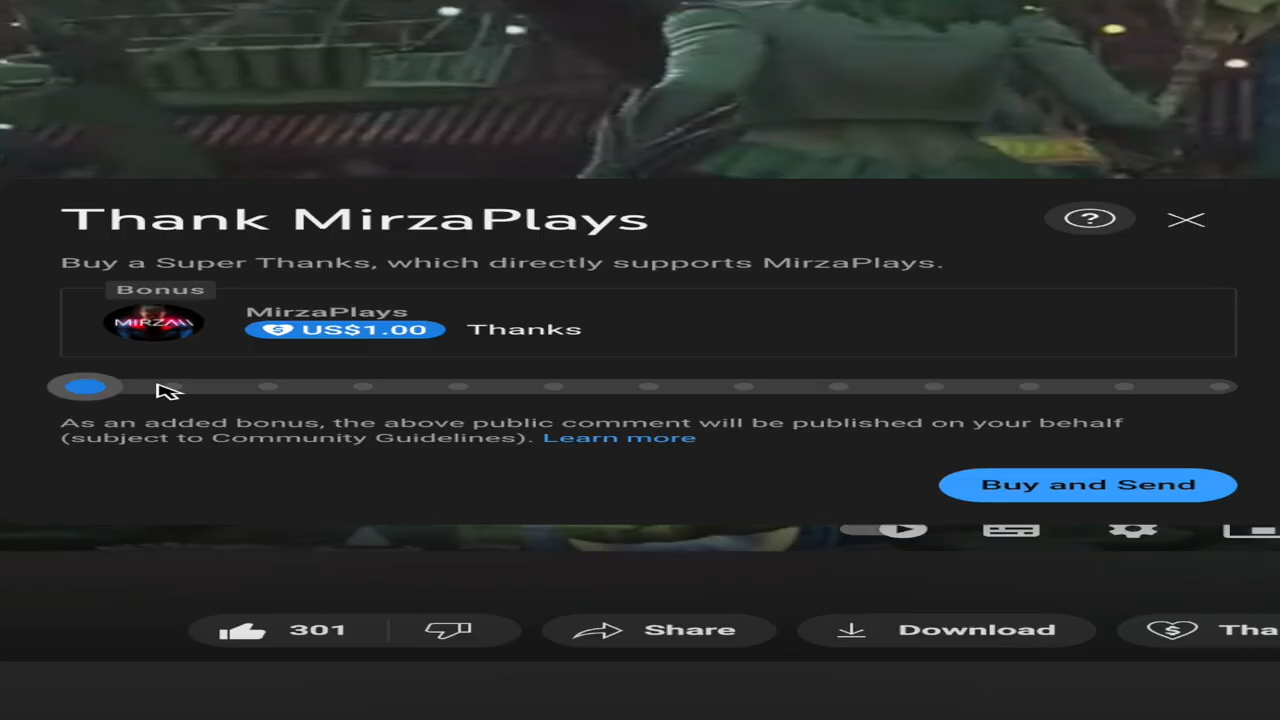 Thank MirzaPlays
?
Buy a Super Thanks, which directly supports MirzaPlays.
Bonus
MirzaPlays
MIRZA
US$1.00 Thanks
As an added bonus, the above public comment will be published on your behalf
(subject to Community Guidelines). Learn more
Buy and Send
301
Share
Download
Tha